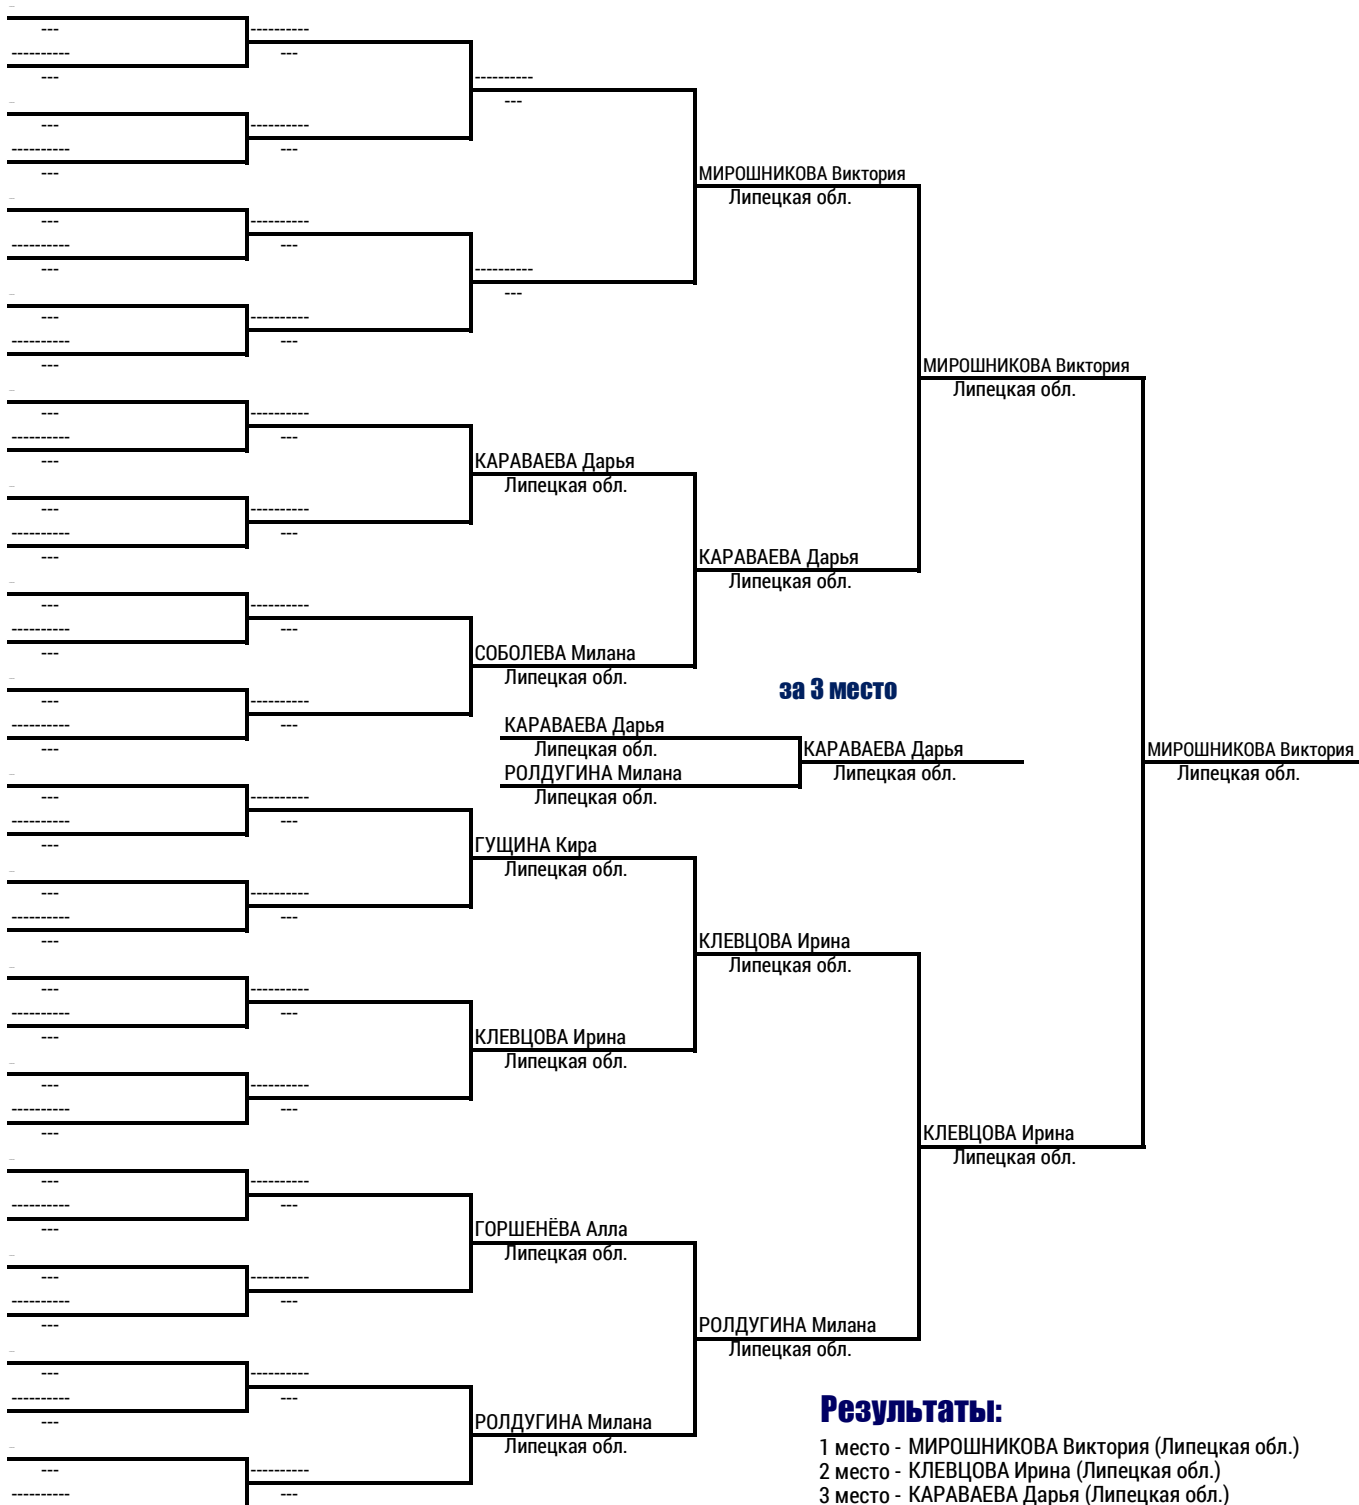 ---
----------
----------
---
---
----------
---
---
----------
----------
---
---
МИРОШНИКОВА Виктория
Липецкая обл.
---
----------
----------
---
---
----------
---
---
----------
----------
---
---
МИРОШНИКОВА Виктория
Липецкая обл.
---
----------
----------
---
---
КАРАВАЕВА Дарья
Липецкая обл.
---
----------
----------
---
---
КАРАВАЕВА Дарья
Липецкая обл.
---
----------
----------
---
---
СОБОЛЕВА Милана
Липецкая обл.
за 3 место
---
----------
----------
---
---
КАРАВАЕВА Дарья
Липецкая обл.
РОЛДУГИНА Милана
Липецкая обл.
КАРАВАЕВА Дарья
Липецкая обл.
МИРОШНИКОВА Виктория
Липецкая обл.
---
----------
----------
---
---
ГУЩИНА Кира
Липецкая обл.
---
----------
----------
---
---
КЛЕВЦОВА Ирина
Липецкая обл.
---
----------
----------
---
---
КЛЕВЦОВА Ирина
Липецкая обл.
---
----------
----------
---
---
КЛЕВЦОВА Ирина
Липецкая обл.
---
----------
----------
---
---
ГОРШЕНЁВА Алла
Липецкая обл.
---
----------
----------
---
---
РОЛДУГИНА Милана
Липецкая обл.
---
----------
----------
---
---
РОЛДУГИНА Милана
Липецкая обл.
---
----------
----------
---
Результаты:
1 место - МИРОШНИКОВА Виктория (Липецкая обл.)
2 место - КЛЕВЦОВА Ирина (Липецкая обл.)
3 место - КАРАВАЕВА Дарья (Липецкая обл.)